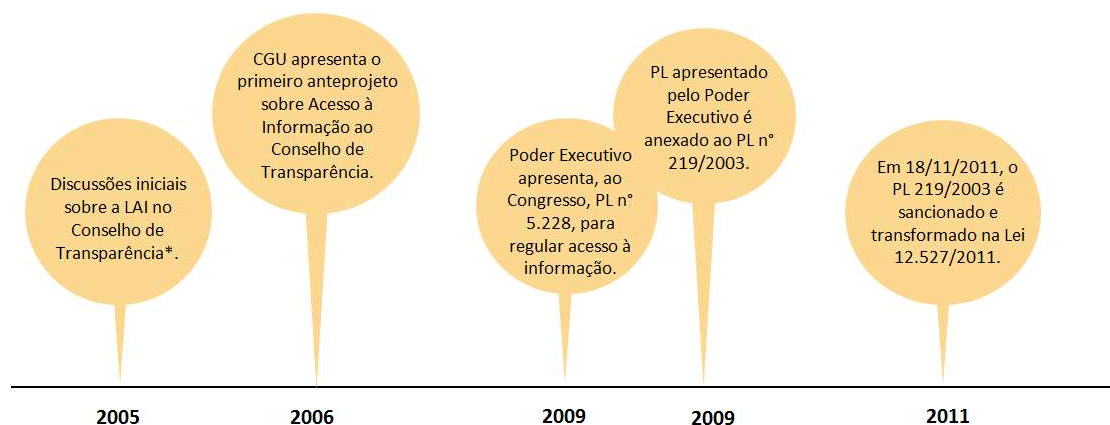 Discussões iniciais
sobre a LAI no
Conselho de
Transparência*.
CGU apresenta o
primeiro anteprojeto
sobre Acesso à
Informação ao
Conselho de
Transparência.
Poder Executivo
apresenta, ao
Congresso, PL n°
5.228, para
regular acesso à
informação.
PL apresentado
pelo Poder
Executivo é
anexado ao PL n°
219/2003.
Em 18/11/2011, o
PL 219/2003 é
sancionado e
transformado na Lei
12.527/2011.
2005
2006
2009
2009
2011